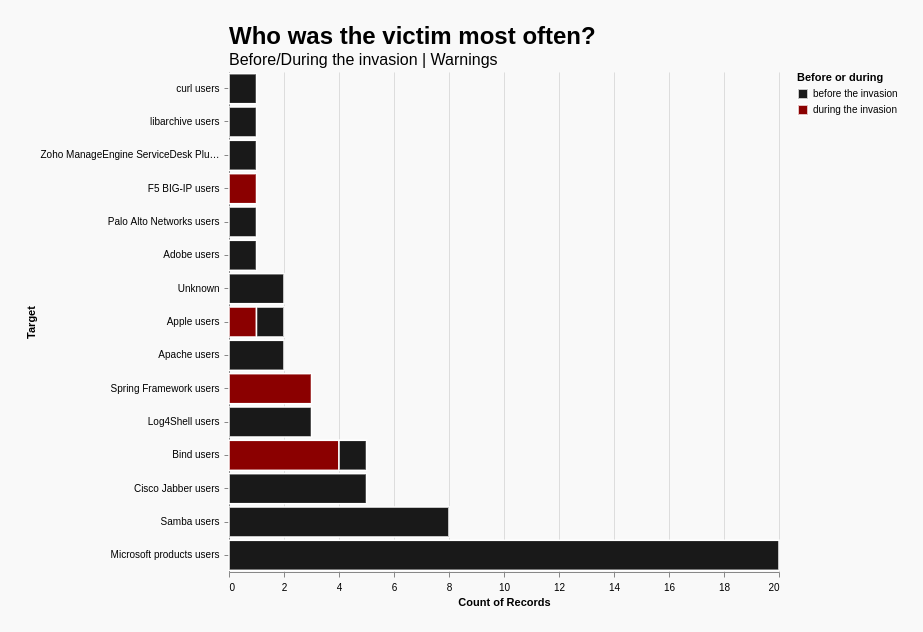 Who was the victim most often?
Before/During the invasion | Warnings
Before or during
before the invasion
during the invasion
Target
curl users
libarchive users
Zoho ManageEngine ServiceDesk Plu…
F5 BIG-IP users
Palo Alto Networks users
Adobe users
Unknown
Apple users
Apache users
Spring Framework users
Log4Shell users
Bind users
Cisco Jabber users
Samba users
Microsoft products users
0 2 4 6 8 10 12 14 16 18 20
Count of Records